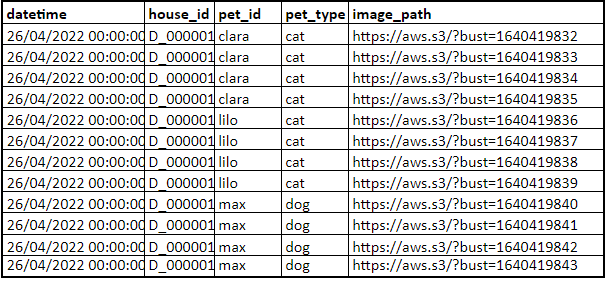 datetime house_id pet_id pet_type image_path
26/04/2022 00:00:00 D_000001 clara cat https://aws.s3/?bust=1640419832
26/04/2022 00:00:00 D_000001 clara cat https://aws.s3/?bust=1640419833
26/04/2022 00:00:00 D_000001 clara cat https://aws.s3/?bust=1640419834
26/04/2022 00:00:00 D_000001 clara cat https://aws.s3/?bust=1640419835
26/04/2022 00:00:00 D_000001 lilo cat https://aws.s3/?bust=1640419836
26/04/2022 00:00:00 D_000001 lilo cat https://aws.s3/?bust=1640419837
26/04/2022 00:00:00 D_000001 lilo cat https://aws.s3/?bust=1640419838
26/04/2022 00:00:00 D_000001 lilo cat https://aws.s3/?bust=1640419839
26/04/2022 00:00:00 D_000001 max dog https://aws.s3/?bust=1640419840
26/04/2022 00:00:00 D_000001 max dog https://aws.s3/?bust=1640419841
26/04/2022 00:00:00 D_000001 max dog https://aws.s3/?bust=1640419842
26/04/2022 00:00:00 D_000001 max dog https://aws.s3/?bust=1640419843